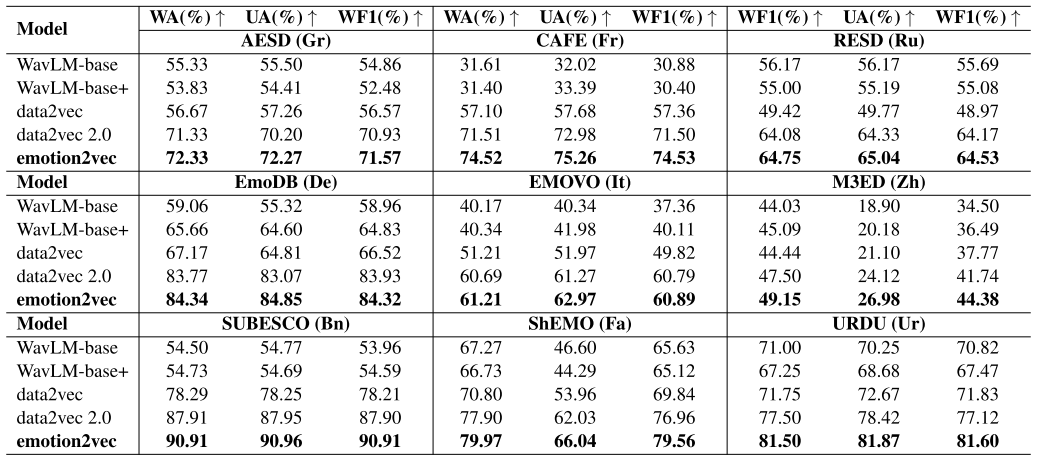 Model WA(%) ↑ UA(%) ↑ WF1(%) ↑ WA(%) ↑ UA(%) ↑ WF1(%) ↑ WF1(%) ↑ UA(%) ↑ WF1(%) ↑
AESD (Gr) CAFE (Fr) RESD (Ru)
WavLM-base 55.33 55.50 54.86 31.61 32.02 30.88 56.17 56.17 55.69
WavLM-base+ 53.83 54.41 52.48 31.40 33.39 30.40 55.00 55.19 55.08
data2vec 56.67 57.26 56.57 57.10 57.68 57.36 49.42 49.77 48.97
data2vec 2.0 71.33 70.20 70.93 71.51 72.98 71.50 64.08 64.33 64.17
emotion2vec 72.33 72.27 71.57 74.52 75.26 74.53 64.75 65.04 64.53
Model EmoDB (De) EMOVO (It) M3ED (Zh)
WavLM-base 59.06 55.32 58.96 40.17 40.34 37.36 44.03 18.90 34.50
WavLM-base+ 65.66 64.60 64.83 40.34 41.98 40.11 45.09 20.18 36.49
data2vec 67.17 64.81 66.52 51.21 51.97 49.82 44.44 21.10 37.77
data2vec 2.0 83.77 83.07 83.93 60.69 61.27 60.79 47.50 24.12 41.74
emotion2vec 84.34 84.85 84.32 61.21 62.97 60.89 49.15 26.98 44.38
Model SUBESCO (Bn) ShEMO (Fa) URDU (Ur)
WavLM-base 54.50 54.77 53.96 67.27 46.60 65.63 71.00 70.25 70.82
WavLM-base+ 54.73 54.69 54.59 66.73 44.29 65.12 67.25 68.68 67.47
data2vec 78.29 78.25 78.21 70.80 53.96 69.84 71.75 72.67 71.83
data2vec 2.0 87.91 87.95 87.90 77.90 62.03 76.96 77.50 78.42 77.12
emotion2vec 90.91 90.96 90.91 79.97 66.04 79.56 81.50 81.87 81.60